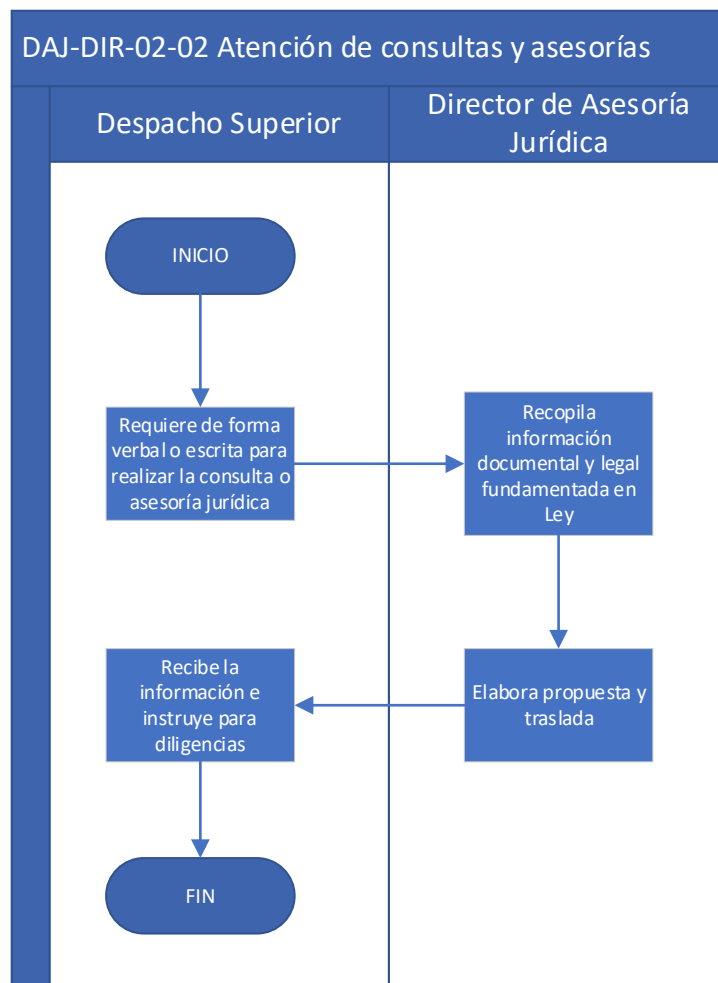 DAJ-DIR-02-02 Atención de consultas y asesorías
Despacho Superior
Director de Asesoría
Jurídica
INICIO
Requiere de forma
verbal o escrita para
realizar la consulta o
asesoría jurídica
Recopila
información
documental y legal
fundamentada en
Ley
Elabora propuesta y
traslada
Recibe la
información e
instruye para
diligencias
FIN